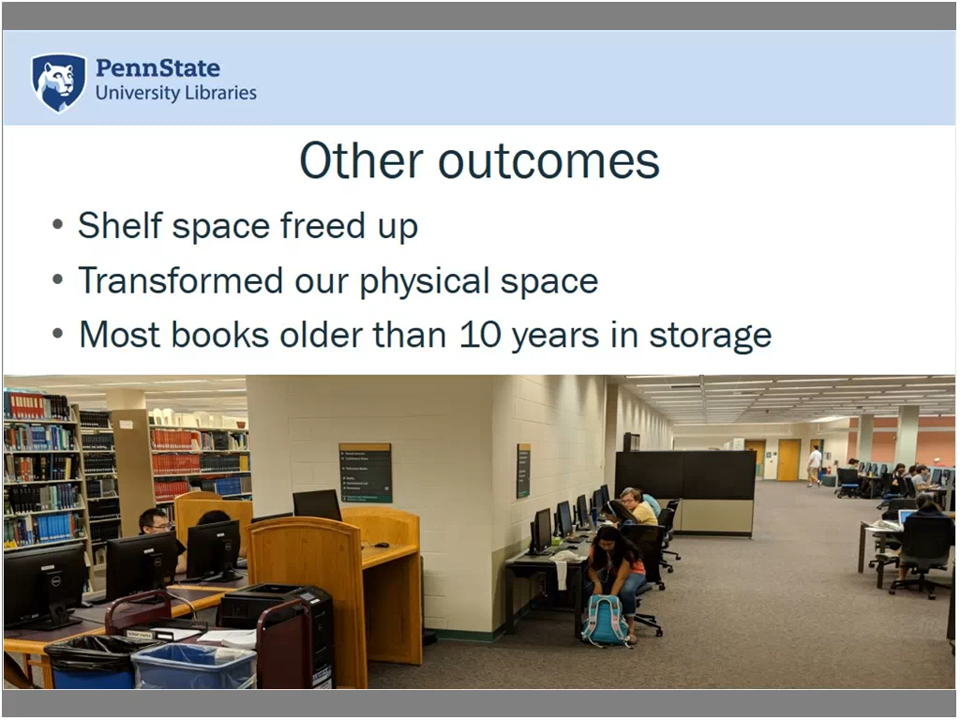 PennState
University Libraries
Other outcomes
• Shelf space freed up
• Transformed our physical space
• Most books older than 10 years in storage